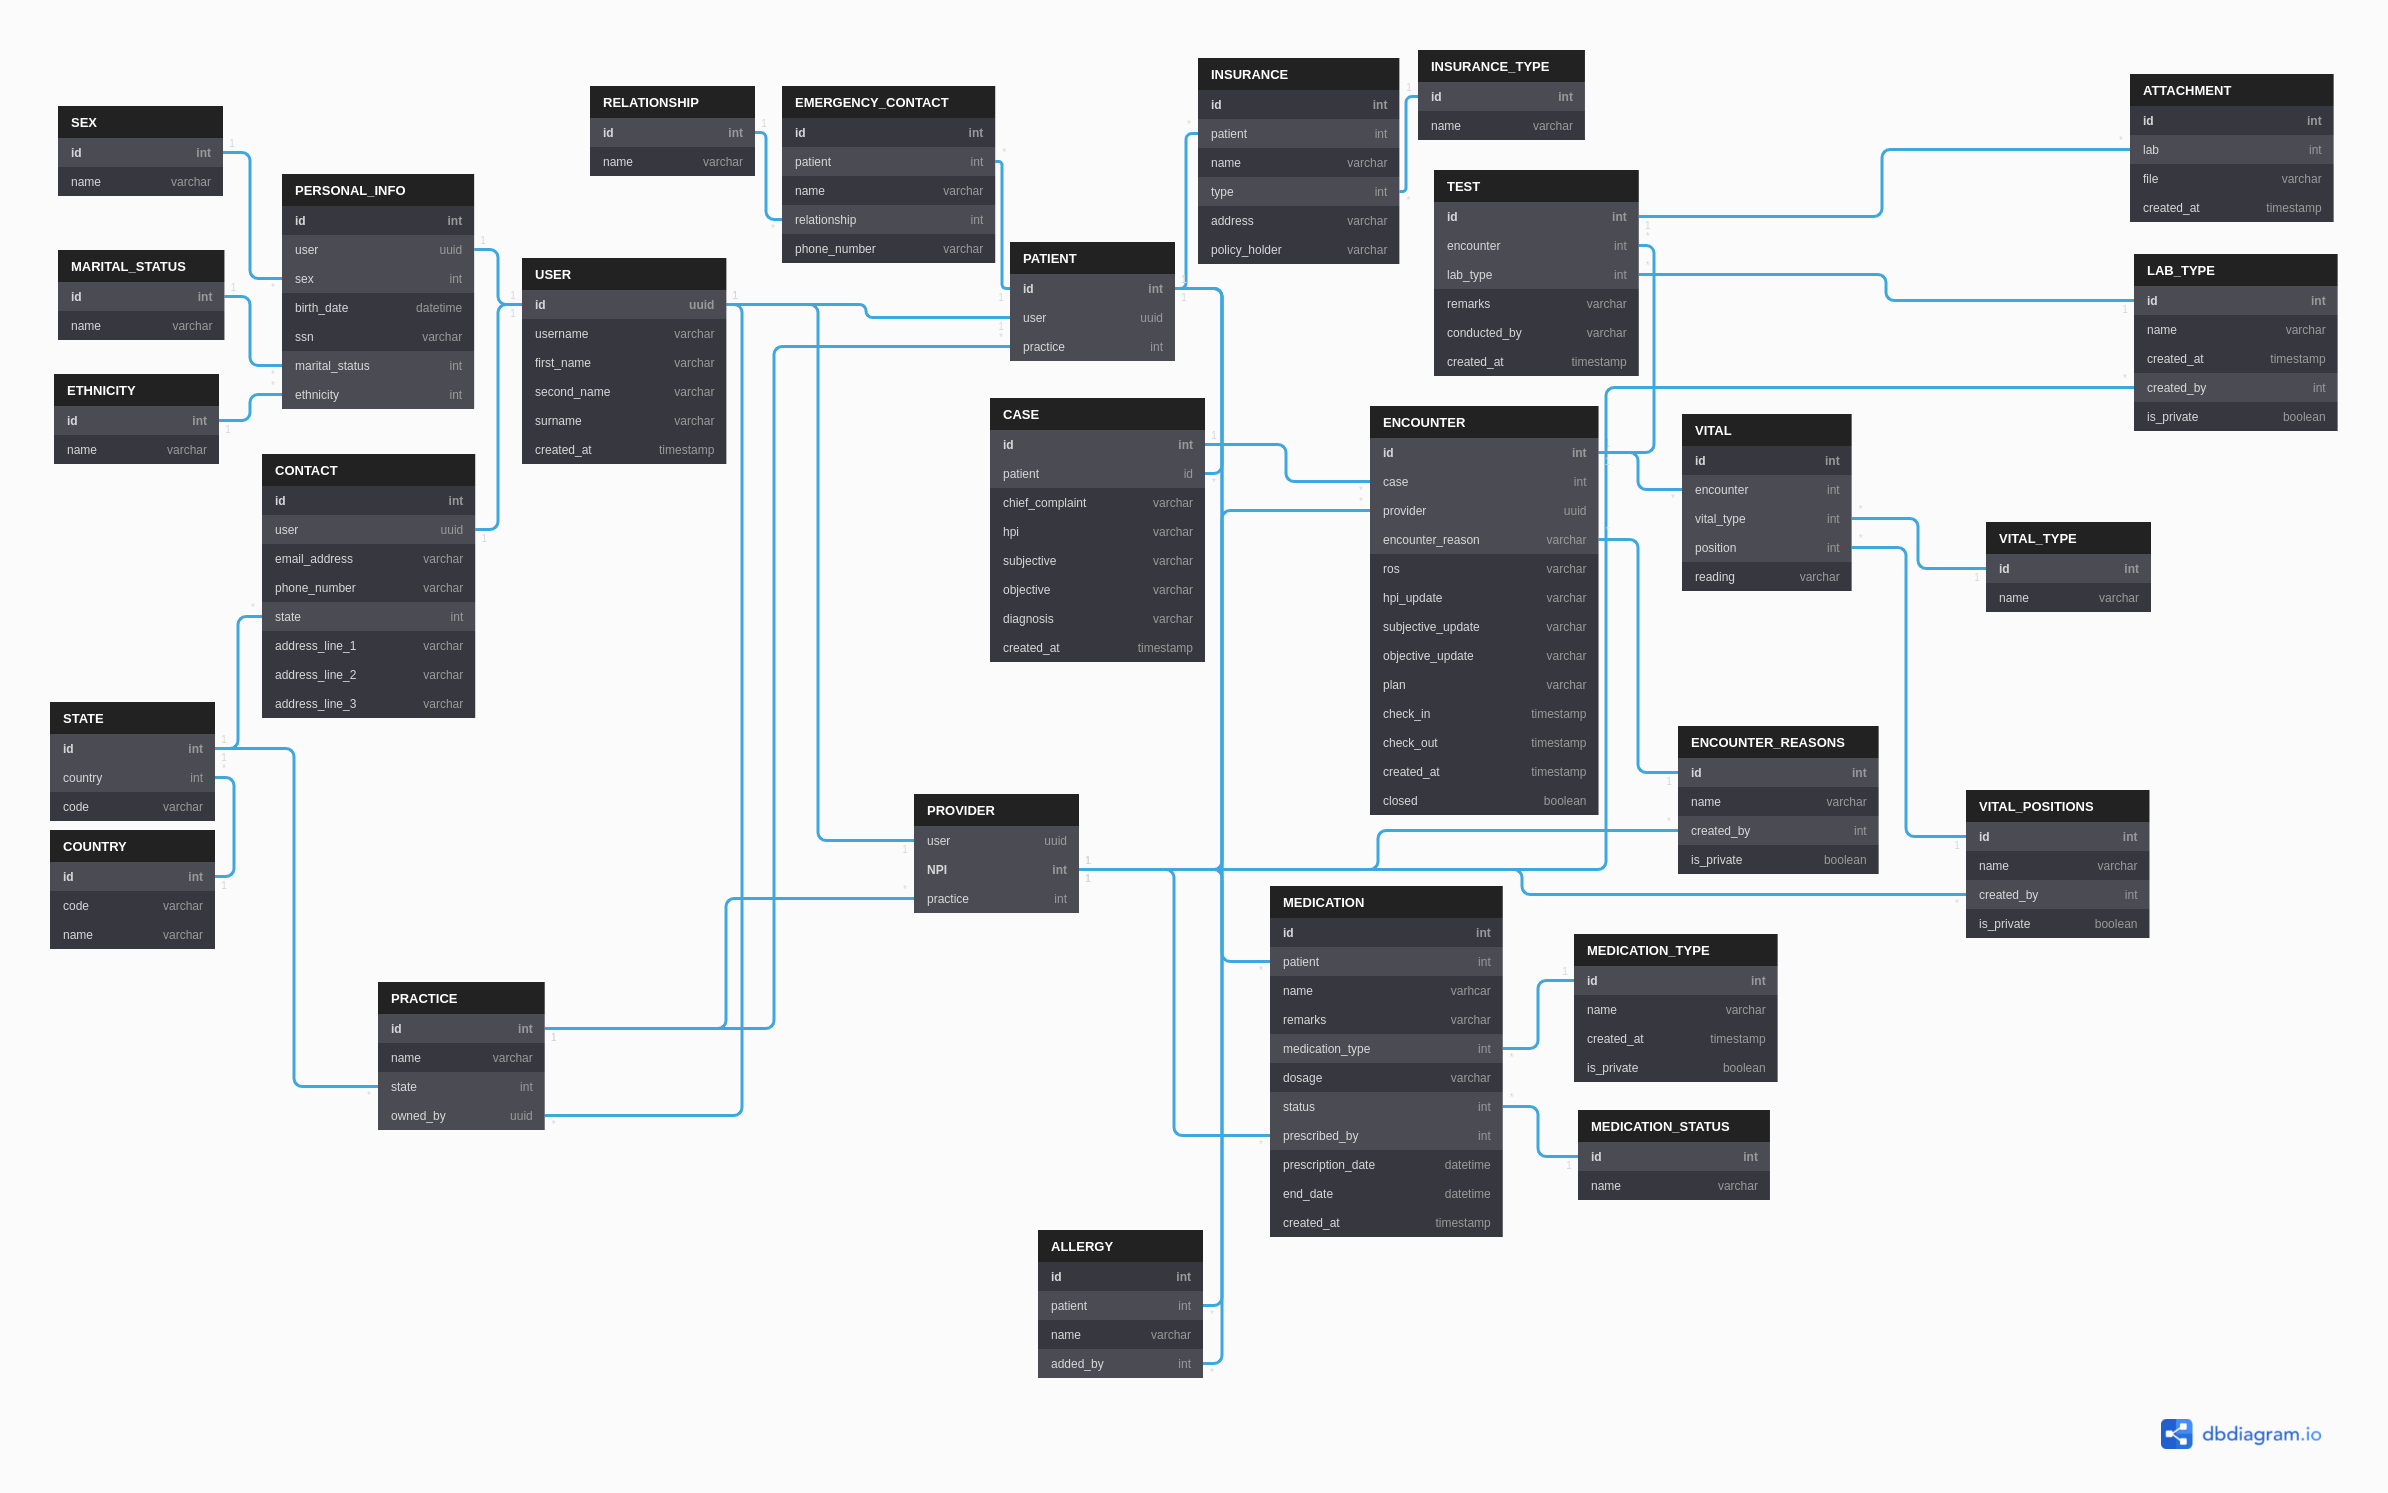 SEX
id int
name varchar
MARITAL_STATUS
id int
name varchar
ETHNICITY
id int
name varchar
PERSONAL_INFO
id int
user uuid
sex int
birth_date datetime
ssn varchar
marital_status int
ethnicity int
CONTACT
id int
user uuid
email_address varchar
phone_number varchar
state int
address_line_1 varchar
address_line_2 varchar
address_line_3 varchar
STATE
id int
country int
code varchar
COUNTRY
id int
code varchar
name varchar
USER
id uuid
username varchar
first_name varchar
second_name varchar
surname varchar
created_at timestamp
PRACTICE
id int
name varchar
state int
owned_by uuid
RELATIONSHIP
id int
name varchar
EMERGENCY_CONTACT
id int
patient int
name varchar
relationship int
phone_number varchar
PATIENT
id int
user uuid
practice int
CASE
id int
patient id
chief_complaint varchar
hpi varchar
subjective varchar
objective varchar
diagnosis varchar
created_at timestamp
PROVIDER
user uuid
NPI int
practice int
ALLERGY
id int
patient int
name varchar
added_by int
INSURANCE
id int
patient int
name varchar
type int
address varchar
policy_holder varchar
INSURANCE_TYPE
id int
name varchar
TEST
id int
encounter int
lab_type int
remarks varchar
conducted_by varchar
created_at timestamp
ENCOUNTER
id int
case int
provider uuid
encounter_reason varchar
ros varchar
hpi_update varchar
subjective_update varchar
objective_update varchar
plan varchar
check_in timestamp
check_out timestamp
created_at timestamp
closed boolean
MEDICATION
id int
patient int
name varhcar
remarks varchar
medication_type int
dosage varchar
status int
prescribed_by int
prescription_date datetime
end_date datetime
created_at timestamp
MEDICATION_TYPE
id int
name varchar
created_at timestamp
is_private boolean
MEDICATION_STATUS
id int
name varchar
VITAL
id int
encounter int
vital_type int
position int
reading varchar
ENCOUNTER_REASONS
id int
name varchar
created_by int
is_private boolean
ATTACHMENT
id int
lab int
file varchar
created_at timestamp
LAB_TYPE
id int
name varchar
created_at timestamp
created_by int
is_private boolean
VITAL_TYPE
id int
name varchar
VITAL_POSITIONS
id int
name varchar
created_by int
is_private boolean
dbdiagram.io